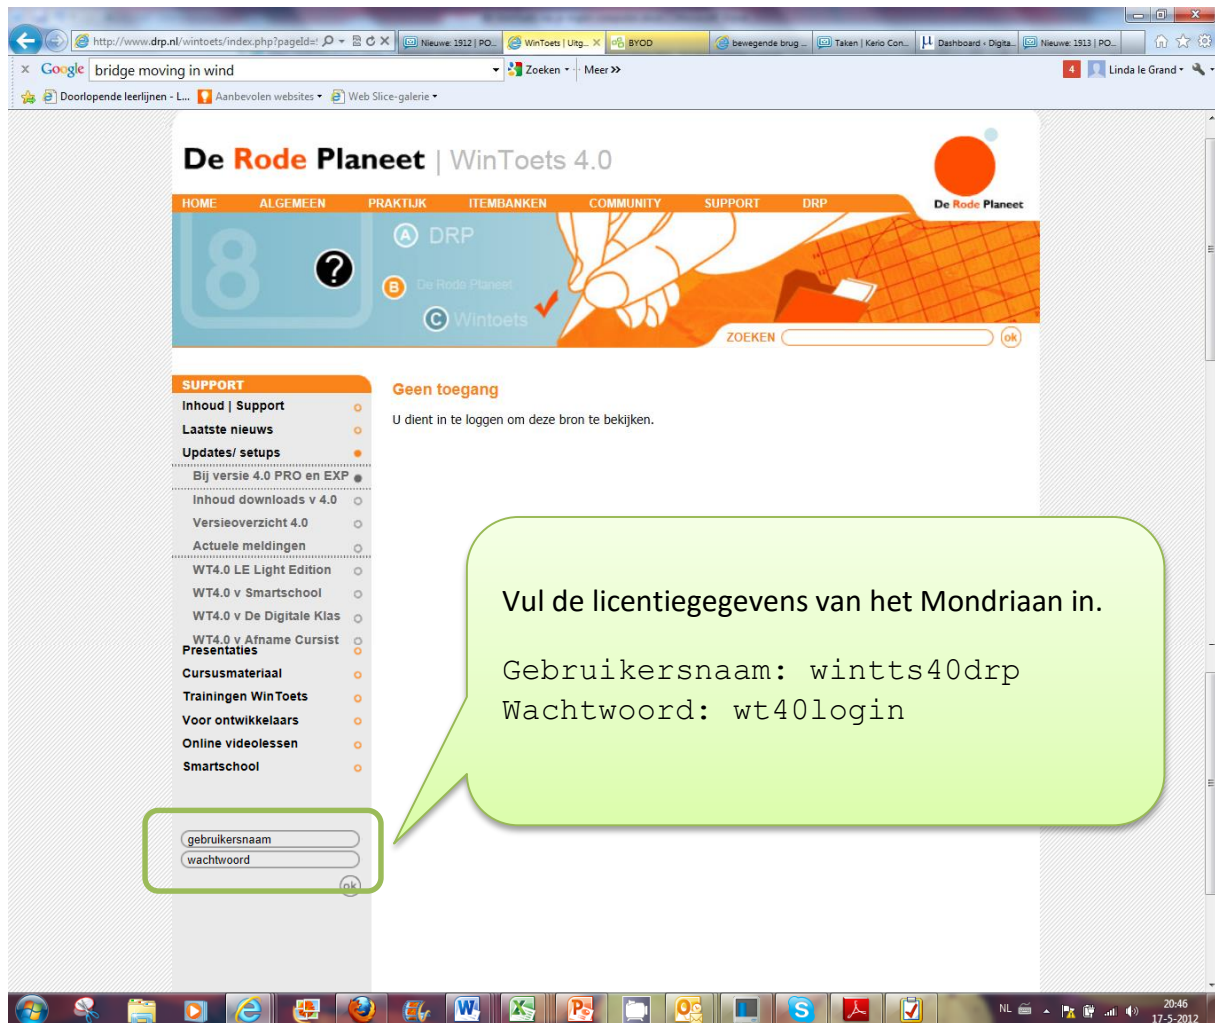 http://www.drp.nl/wintoets/index.php?pageId=
Nieuwe: 1912 | PO...
WinToets | Uitg...
BYOD
bewegende brug ...
Taken | Kerio Con...
Dashboard ‹ Digita...
Nieuwe: 1913 | PO...
x Google bridge moving in wind
Zoeken
Meer >>
4
Linda le Grand
Doorlopende leerlijnen - L...
Aanbevolen websites
Web Slice-galerie
De Rode Planeet | WinToets 4.0
HOME ALGEMEEN PRAKTIJK ITEMBANKEN COMMUNITY SUPPORT DRP
De Rode Planeet
8
?
A DRP
B De Rode Planeet
C Wintoets
ZOEKEN
ok
SUPPORT
Inhoud | Support
Laatste nieuws
Updates/ setups
Bij versie 4.0 PRO en EXP
Inhoud downloads v 4.0
Versieoverzicht 4.0
Actuele meldingen
WT4.0 LE Light Edition
WT4.0 v Smartschool
WT4.0 v De Digitale Klas
WT4.0 v Afname Cursist
Presentaties
Cursusmateriaal
Trainingen WinToets
Voor ontwikkelaars
Online videolessen
Smartschool
gebruikersnaam
wachtwoord
ok
Geen toegang
U dient in te loggen om deze bron te bekijken.
Vul de licentiegegevens van het Mondriaan in.
Gebruikersnaam: wintts40drp
Wachtwoord: wt40login
NL
20:46
17-5-2012